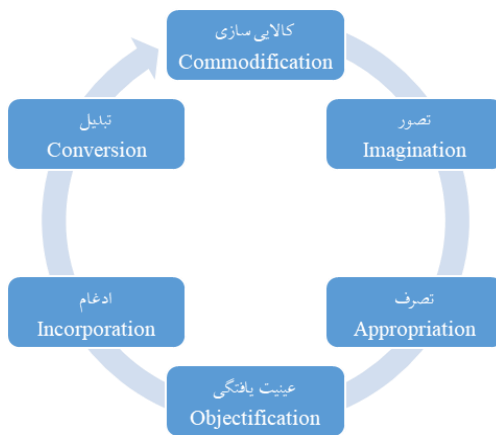 کالایی سازی
Commodification
تصور
Imagination
تصرف
Appropriation
عینیت یافتگی
Objectification
ادغام
Incorporation
تبدیل
Conversion